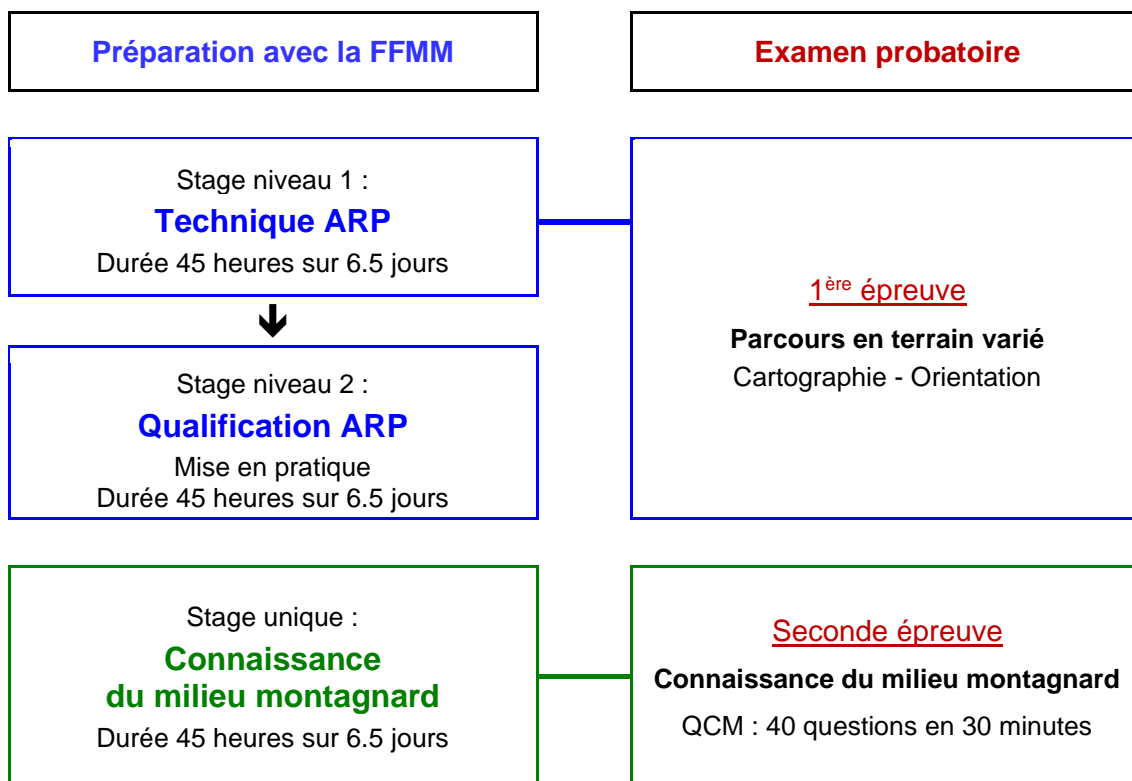 Préparation avec la FFMM
Examen probatoire
Stage niveau 1 :
Technique ARP
Durée 45 heures sur 6.5 jours
Stage niveau 2 :
Qualification ARP
Mise en pratique
Durée 45 heures sur 6.5 jours
1ère épreuve
Parcours en terrain varié
Cartographie - Orientation
Stage unique :
Connaissance
du milieu montagnard
Durée 45 heures sur 6.5 jours
Seconde épreuve
Connaissance du milieu montagnard
QCM : 40 questions en 30 minutes